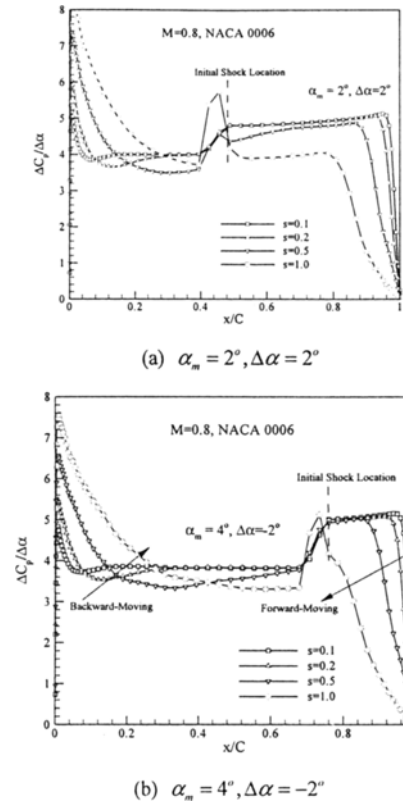 (a)
M=0.8, NACA 0006
Initial Shock Location
αₘ = 2°, Δα=2°
ΔCₚ/Δα
8
7
6
5
4
3
2
1
0
s=0.1
s=0.2
s=0.5
s=1.0
0 0.2 0.4 0.6 0.8 1
x/C
(a) αₘ = 2°, Δα = 2°
8
7
6
5
4
3
2
1
0
M=0.8, NACA 0006
Initial Shock Location
αₘ = 4°, Δα=-2°
ΔCₚ/Δα
Backward-Moving
Forward-Moving
s=0.1
s=0.2
s=0.5
s=1.0
0 0.2 0.4 0.6 0.8
x/C
(b) αₘ = 4°, Δα = −2°